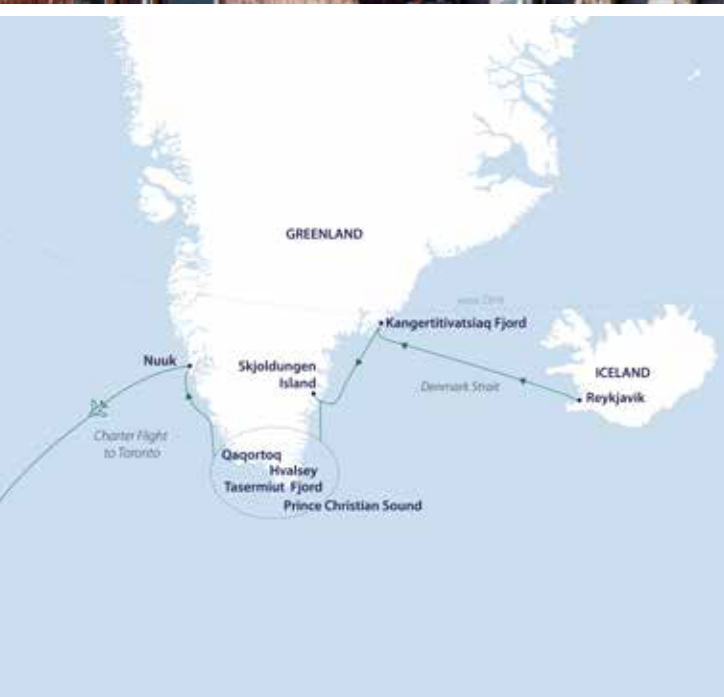 GREENLAND
Kangertitivatsiaq Fjord
Nuuk
Skjoldungen
Island
ICELAND
Denmark Strait
Reykjavik
Charter Flight
to Toronto
Qaqortoq
Hvalsey
Tasermiut Fjord
Prince Christian Sound